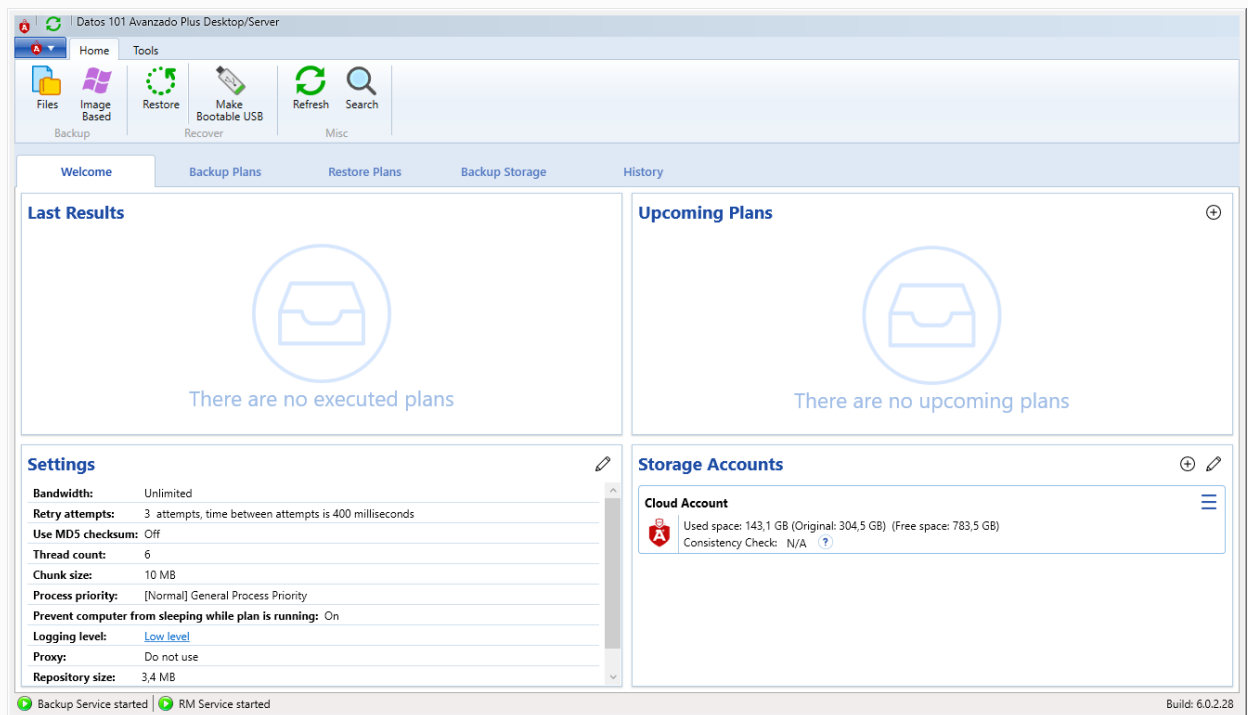 Datos 101 Avanzado Plus Desktop/Server
Home Tools
Files Image Based Restore Make Bootable USB Refresh Search
Backup Recover Misc
Welcome Backup Plans Restore Plans Backup Storage History
Last Results
There are no executed plans
Upcoming Plans
There are no upcoming plans
Settings
Bandwidth: Unlimited
Retry attempts: 3 attempts, time between attempts is 400 milliseconds
Use MD5 checksum: Off
Thread count: 6
Chunk size: 10 MB
Process priority: [Normal] General Process Priority
Prevent computer from sleeping while plan is running: On
Logging level: Low level
Proxy: Do not use
Repository size: 3,4 MB
Storage Accounts
Cloud Account
Used space: 143,1 GB (Original: 304,5 GB) (Free space: 783,5 GB)
Consistency Check: N/A ?
Backup Service started RM Service started Build: 6.0.2.28